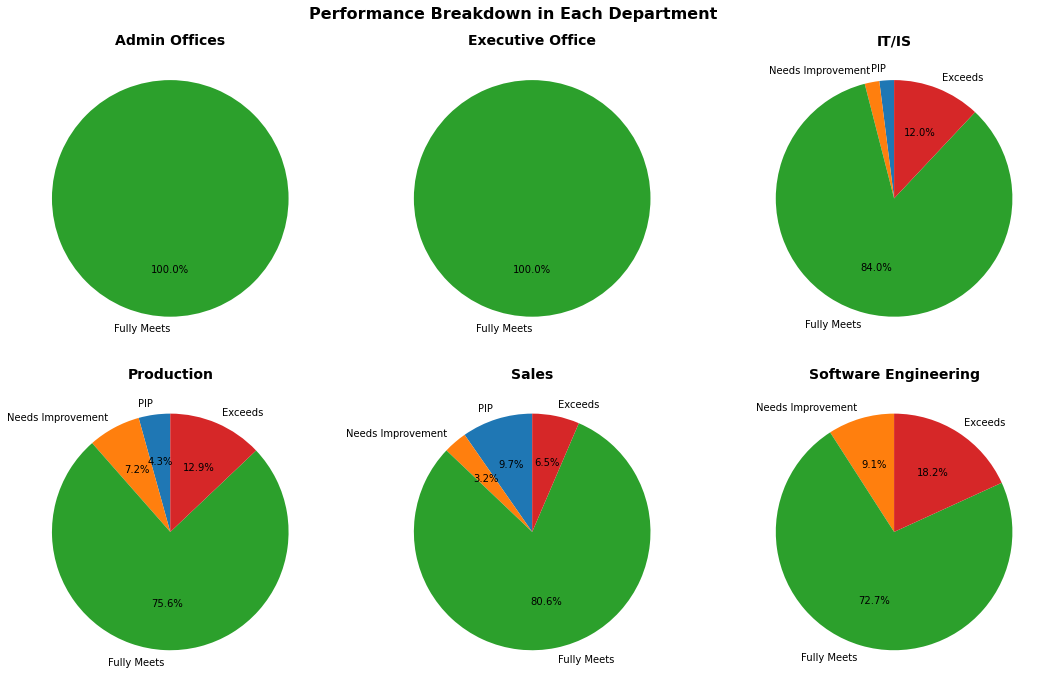 Performance Breakdown in Each Department
Admin Offices
100.0%
Fully Meets
Executive Office
100.0%
Fully Meets
IT/IS
Needs Improvement
PIP
Exceeds
12.0%
84.0%
Fully Meets
Production
PIP
Needs Improvement
Exceeds
4.3%
7.2%
12.9%
75.6%
Fully Meets
Sales
PIP
Exceeds
Needs Improvement
9.7%
6.5%
3.2%
80.6%
Fully Meets
Software Engineering
Needs Improvement
Exceeds
9.1%
18.2%
72.7%
Fully Meets